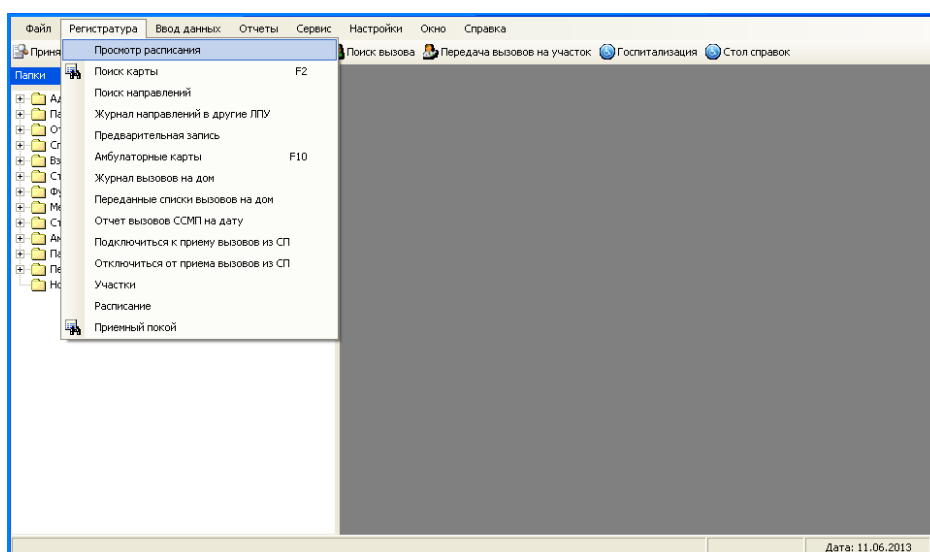 Файл Регистратура Ввод данных Отчеты Сервис Настройки Окно Справка
Поиск вызова Передача вызовов на участок Госпитализация Стол справок
Папки
Просмотр расписания
Поиск карты F2
Поиск направлений
Журнал направлений в другие ЛПУ
Предварительная запись
Амбулаторные карты F10
Журнал вызовов на дом
Переданные списки вызовов на дом
Отчет вызовов ССМП на дату
Подключиться к приему вызовов из СП
Отключиться от приема вызовов из СП
Участки
Расписание
Приемный покой
Дата: 11.06.2013